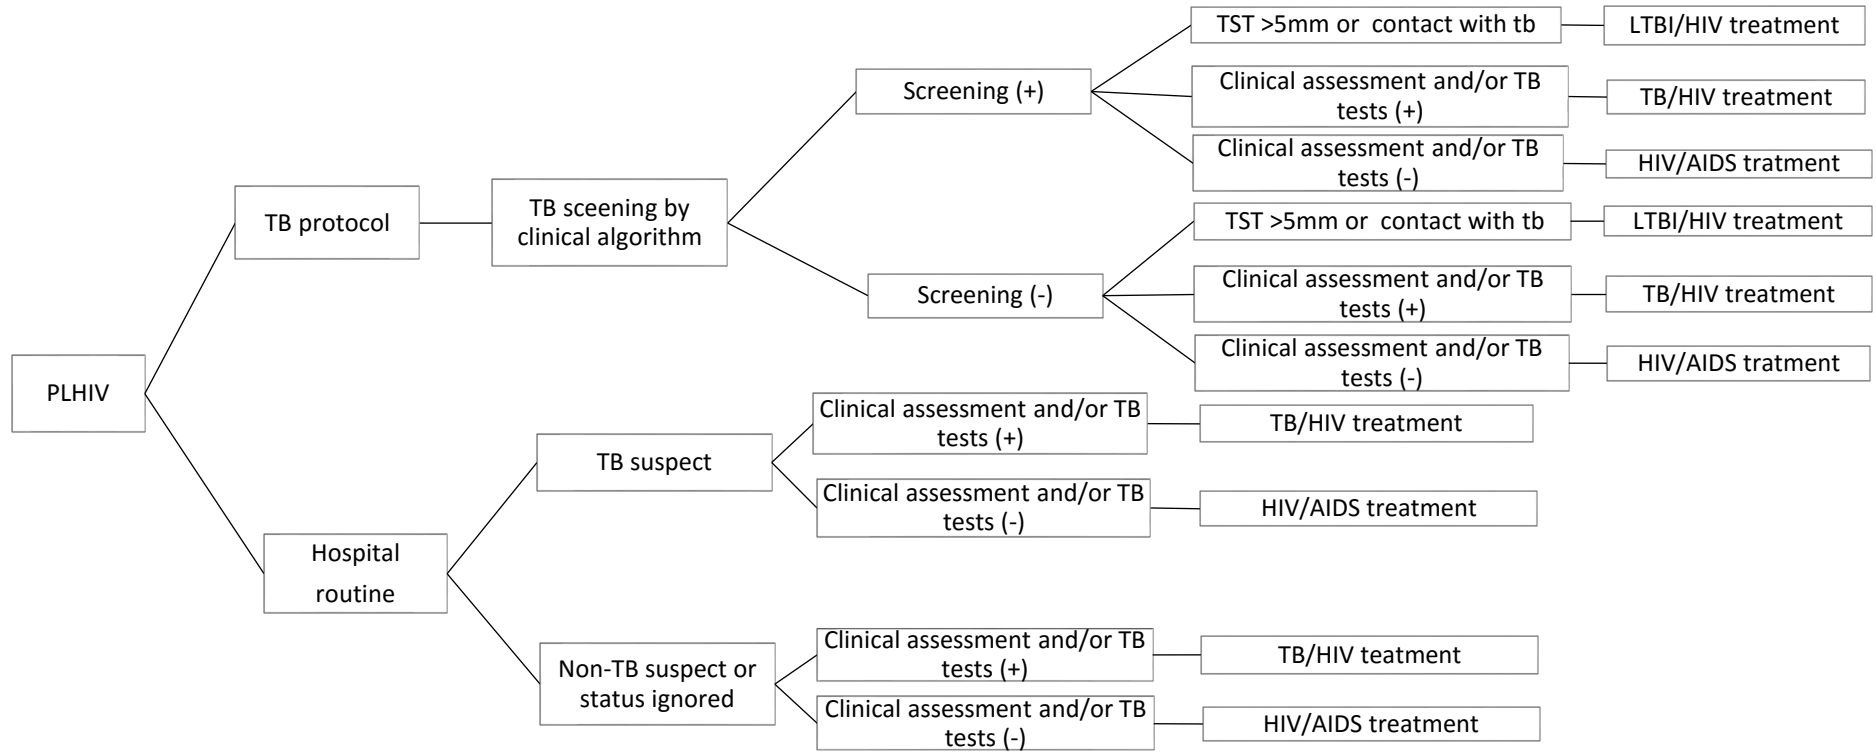 TST >5mm or  contact with tb
LTBI/HIV treatment
Screening (+)
Clinical assessment and/or TB
tests (+)
TB/HIV treatment
Clinical assessment and/or TB
tests (-)
HIV/AIDS tratment
TB protocol
TB sceening by
clinical algorithm
TST >5mm or  contact with tb
LTBI/HIV treatment
Screening (-)
Clinical assessment and/or TB
tests (+)
TB/HIV treatment
Clinical assessment and/or TB
tests (-)
HIV/AIDS tratment
PLHIV
Clinical assessment and/or TB
tests (+)
TB/HIV treatment
TB suspect
Clinical assessment and/or TB
tests (-)
HIV/AIDS treatment
Hospital
routine
Clinical assessment and/or TB
tests (+)
TB/HIV teatment
Non-TB suspect or
status ignored
Clinical assessment and/or TB
tests (-)
HIV/AIDS treatment